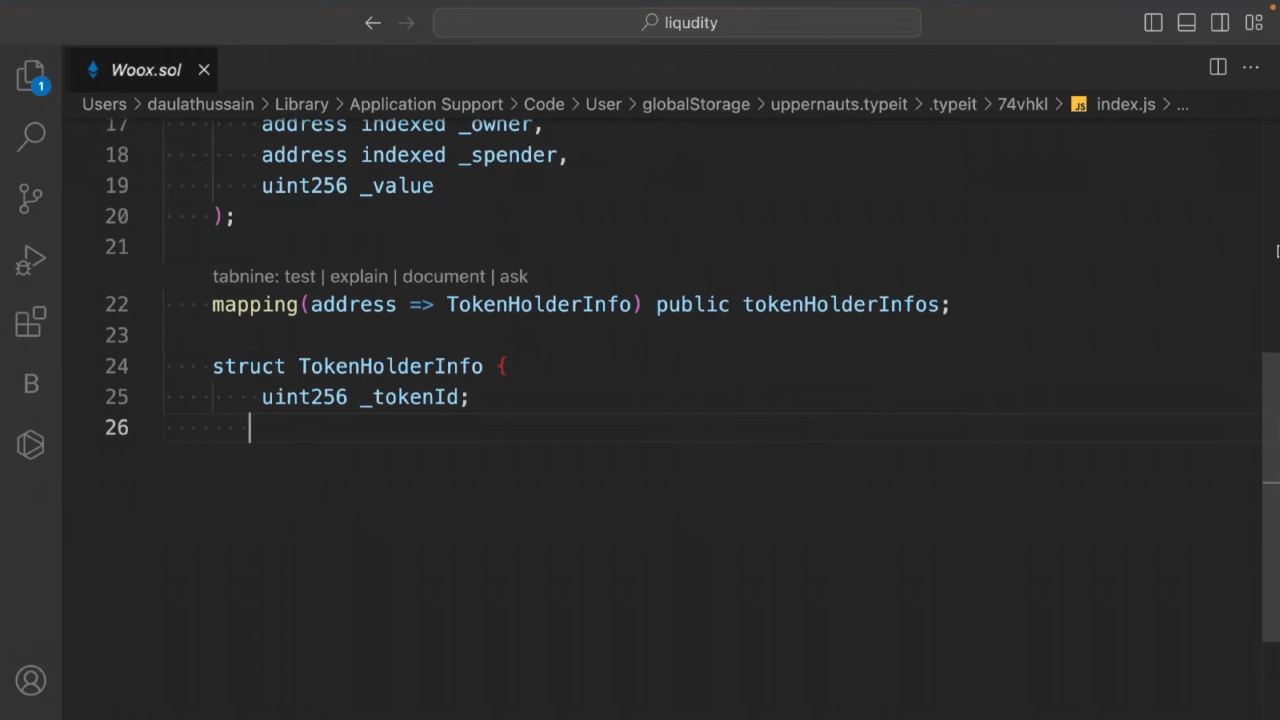 liqudity
1
Woox.sol
Users > daulathussain > Library > Application Support > Code > User > globalStorage > uppernauts.typeit > .typeit > 74vhkl > JS index.js > ...
17 address indexed _owner,
18 address indexed _spender,
19 uint256 _value
20 );
21
tabnine: test | explain | document | ask
22 mapping(address => TokenHolderInfo) public tokenHolderInfos;
23
24 struct TokenHolderInfo {
25 uint256 _tokenId;
26
B